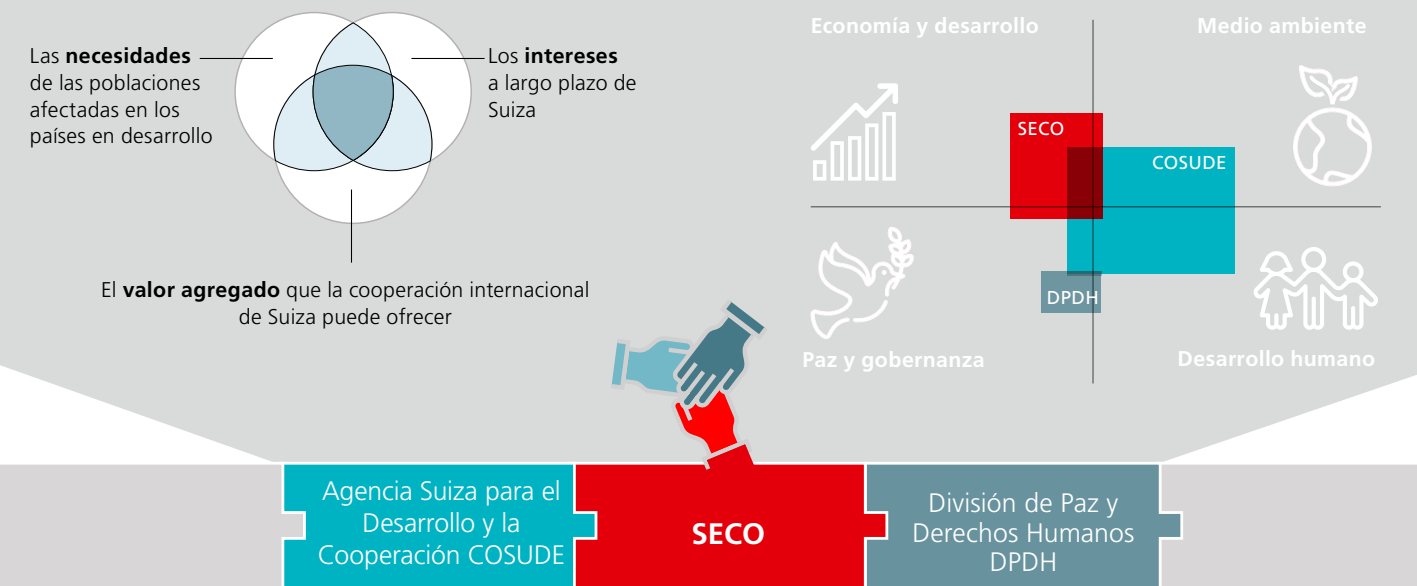 Las necesidades
de las poblaciones
afectadas en los
países en desarrollo
Los intereses
a largo plazo de
Suiza
El valor agregado que la cooperación internacional
de Suiza puede ofrecer
Economía y desarrollo
Medio ambiente
SECO
COSUDE
DPDH
Paz y gobernanza
Desarrollo humano
Agencia Suiza para el
Desarrollo y la
Cooperación COSUDE
SECO
División de Paz y
Derechos Humanos
DPDH